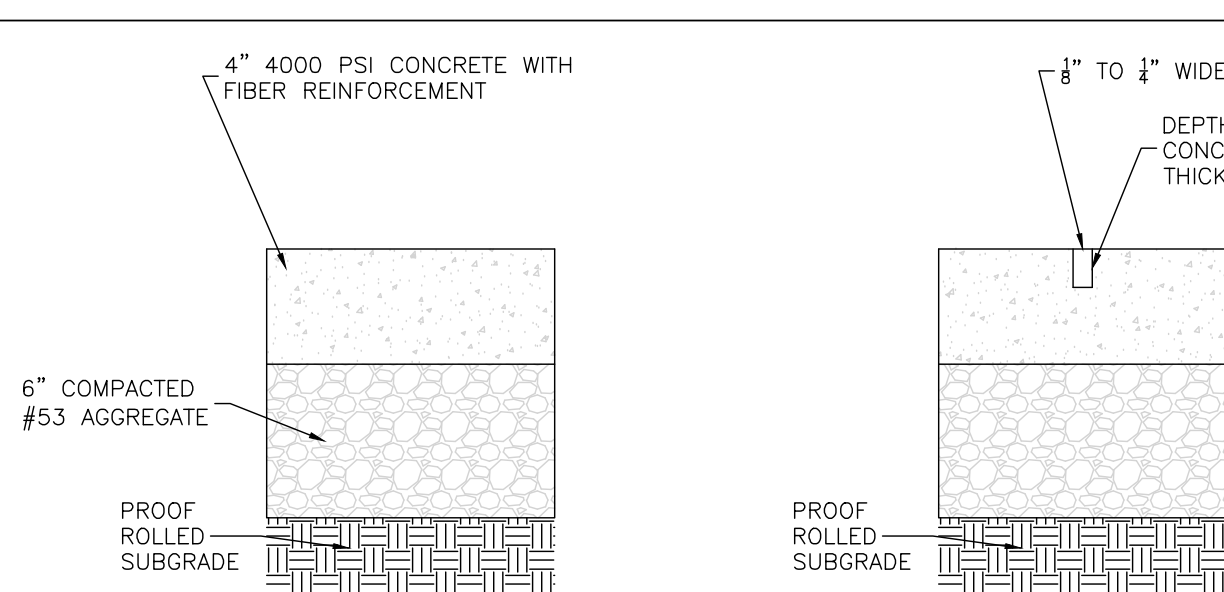 4” 4000 PSI CONCRETE WITH
FIBER REINFORCEMENT
6” COMPACTED
#53 AGGREGATE
PROOF
ROLLED
SUBGRADE
1/8” TO 1/4” WIDE
PROOF
ROLLED
SUBGRADE